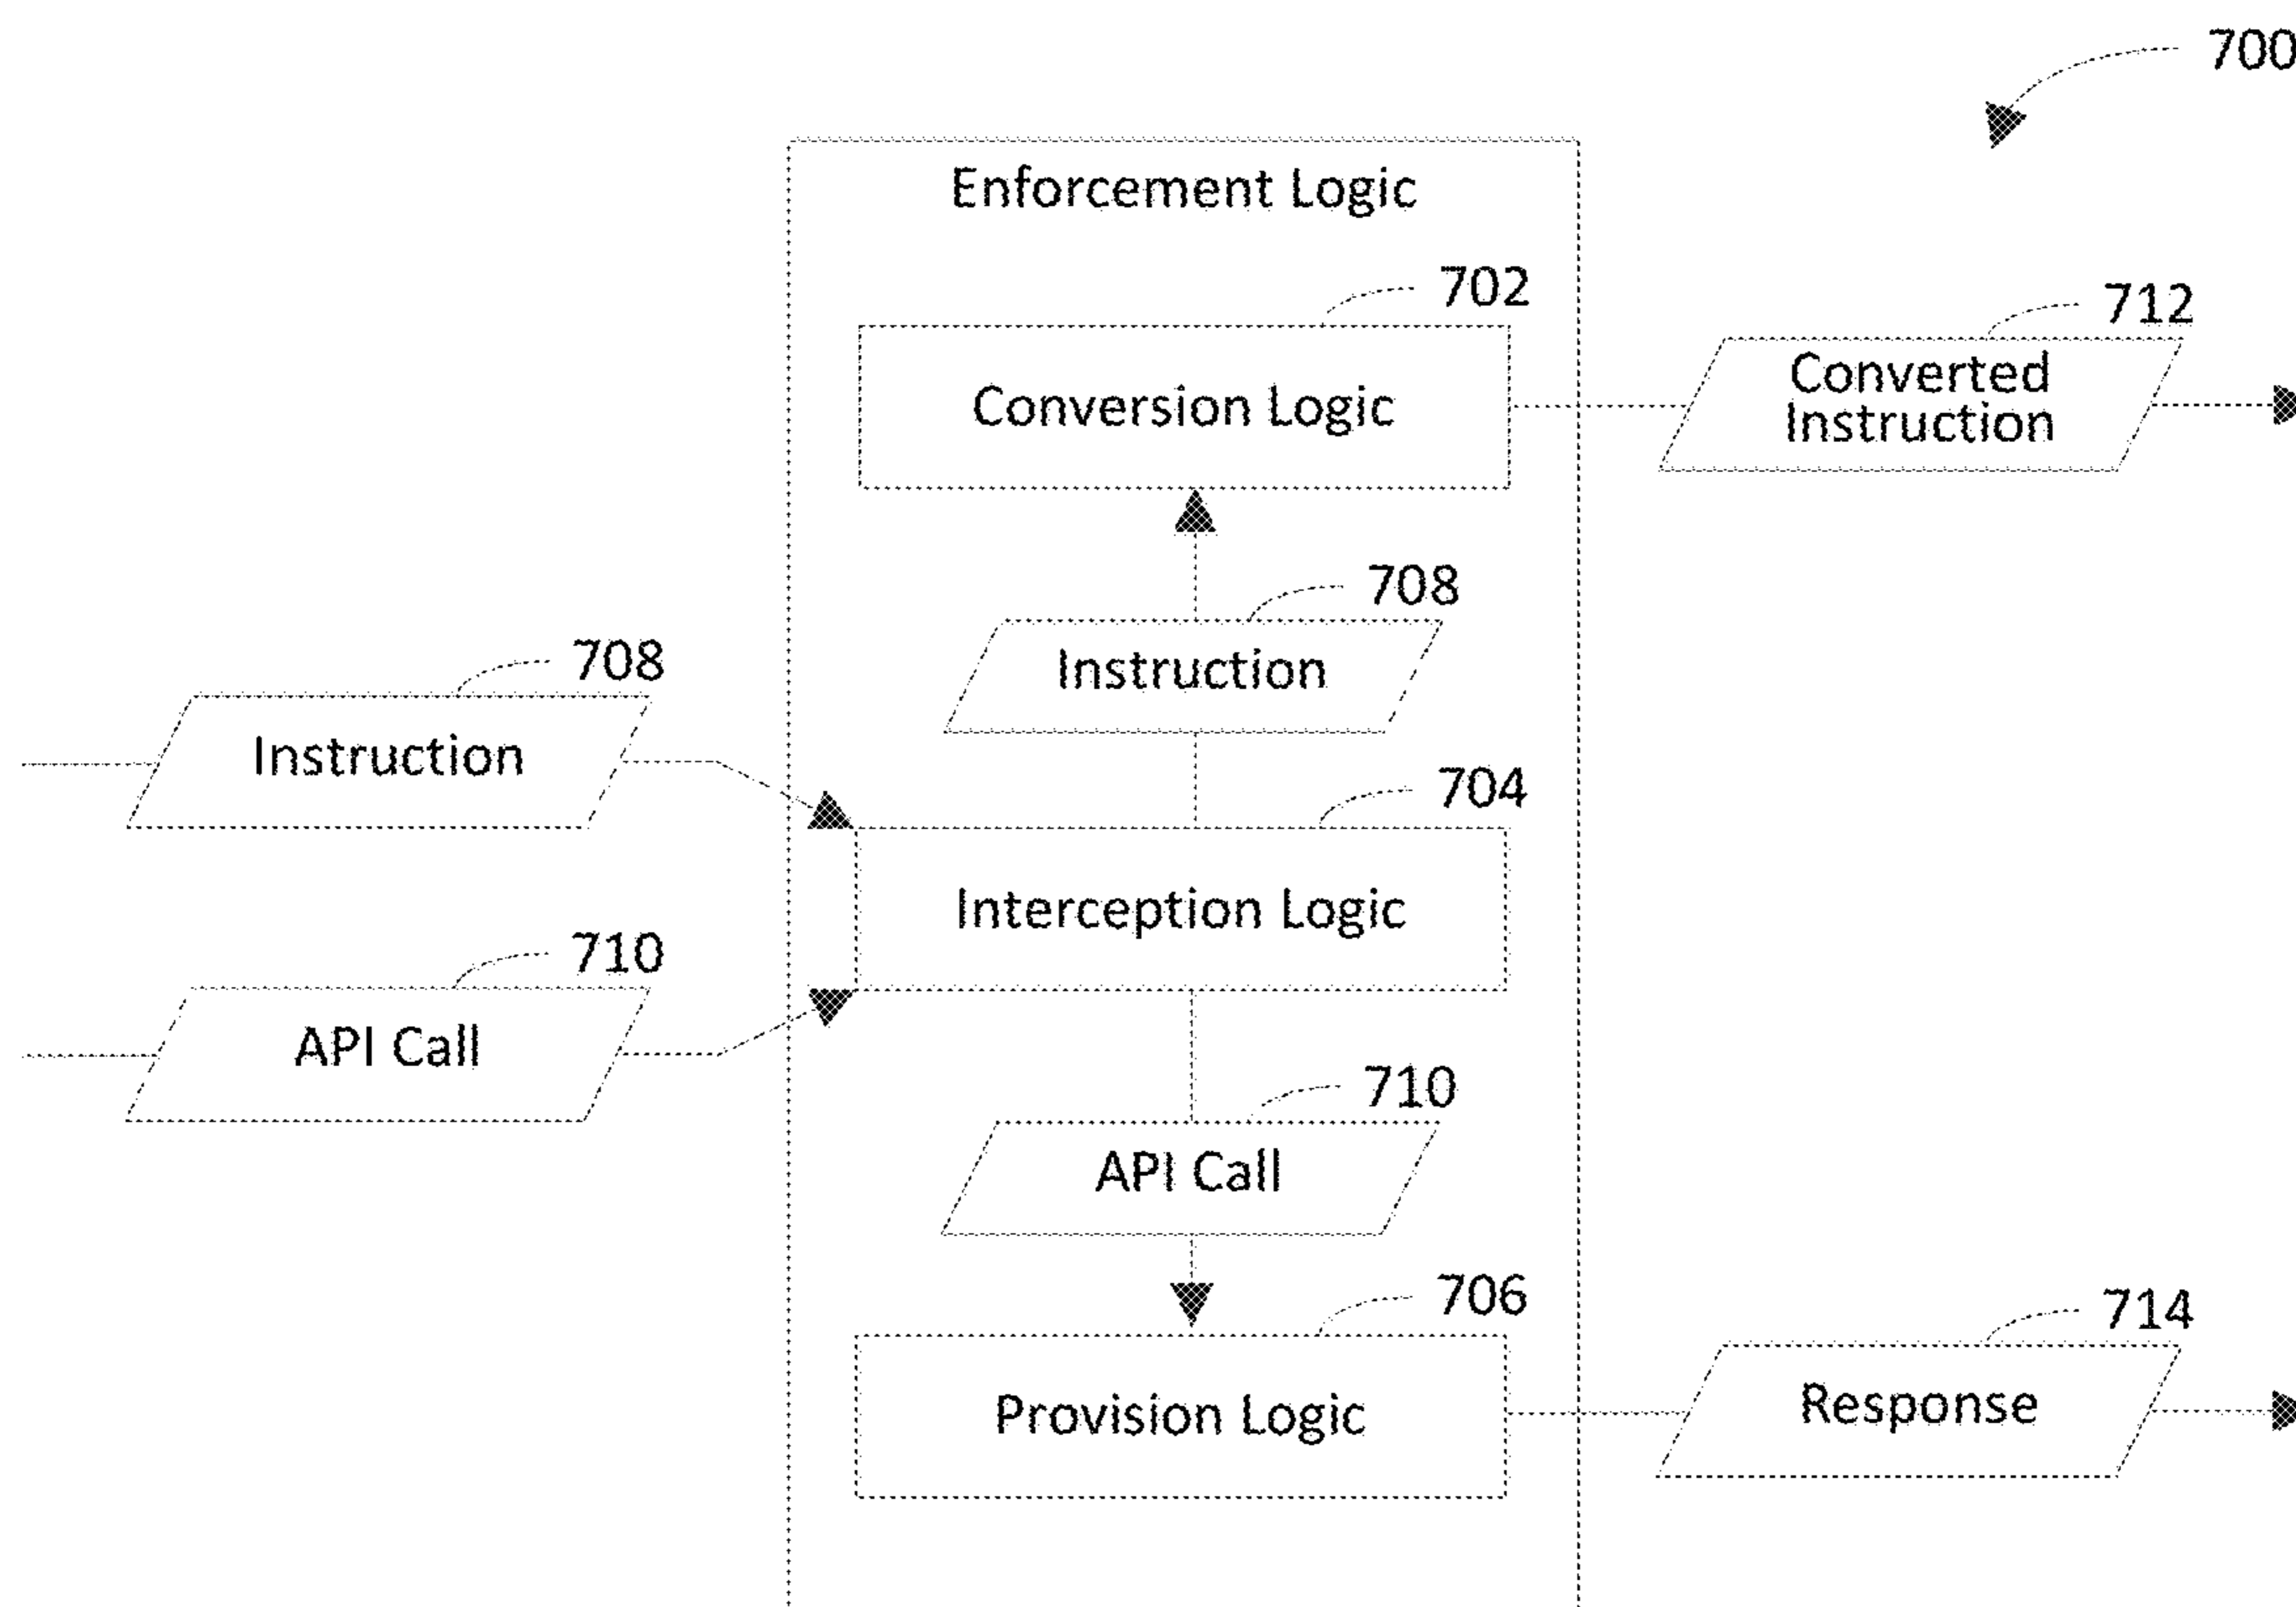 700
Enforcement Logic
702
Conversion Logic
712
Converted
Instruction
708
Instruction
708
Instruction
704
Interception Logic
710
API Call
710
API Call
706
Provision Logic
714
Response